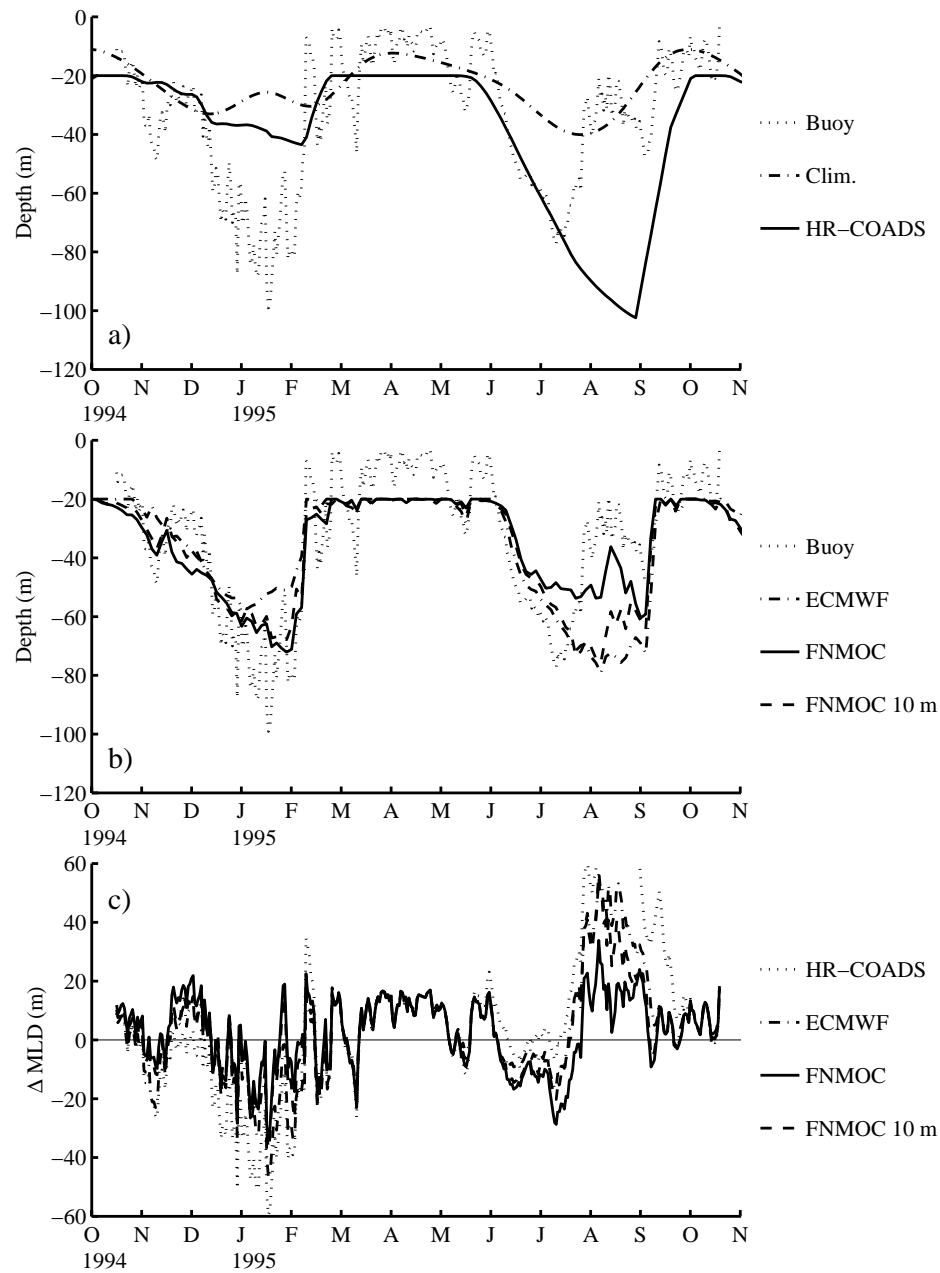 0
−20
−40
−60
−80
−100
−120
Depth (m)
a)
O N D J F M A M J J A S O N
1994 1995
Buoy
Clim.
HR−COADS
0
−20
−40
−60
−80
−100
−120
Depth (m)
b)
O N D J F M A M J J A S O N
1994 1995
Buoy
ECMWF
FNMOC
FNMOC 10 m
60
40
20
0
−20
−40
−60
Δ MLD (m)
c)
O N D J F M A M J J A S O N
1994 1995
HR−COADS
ECMWF
FNMOC
FNMOC 10 m